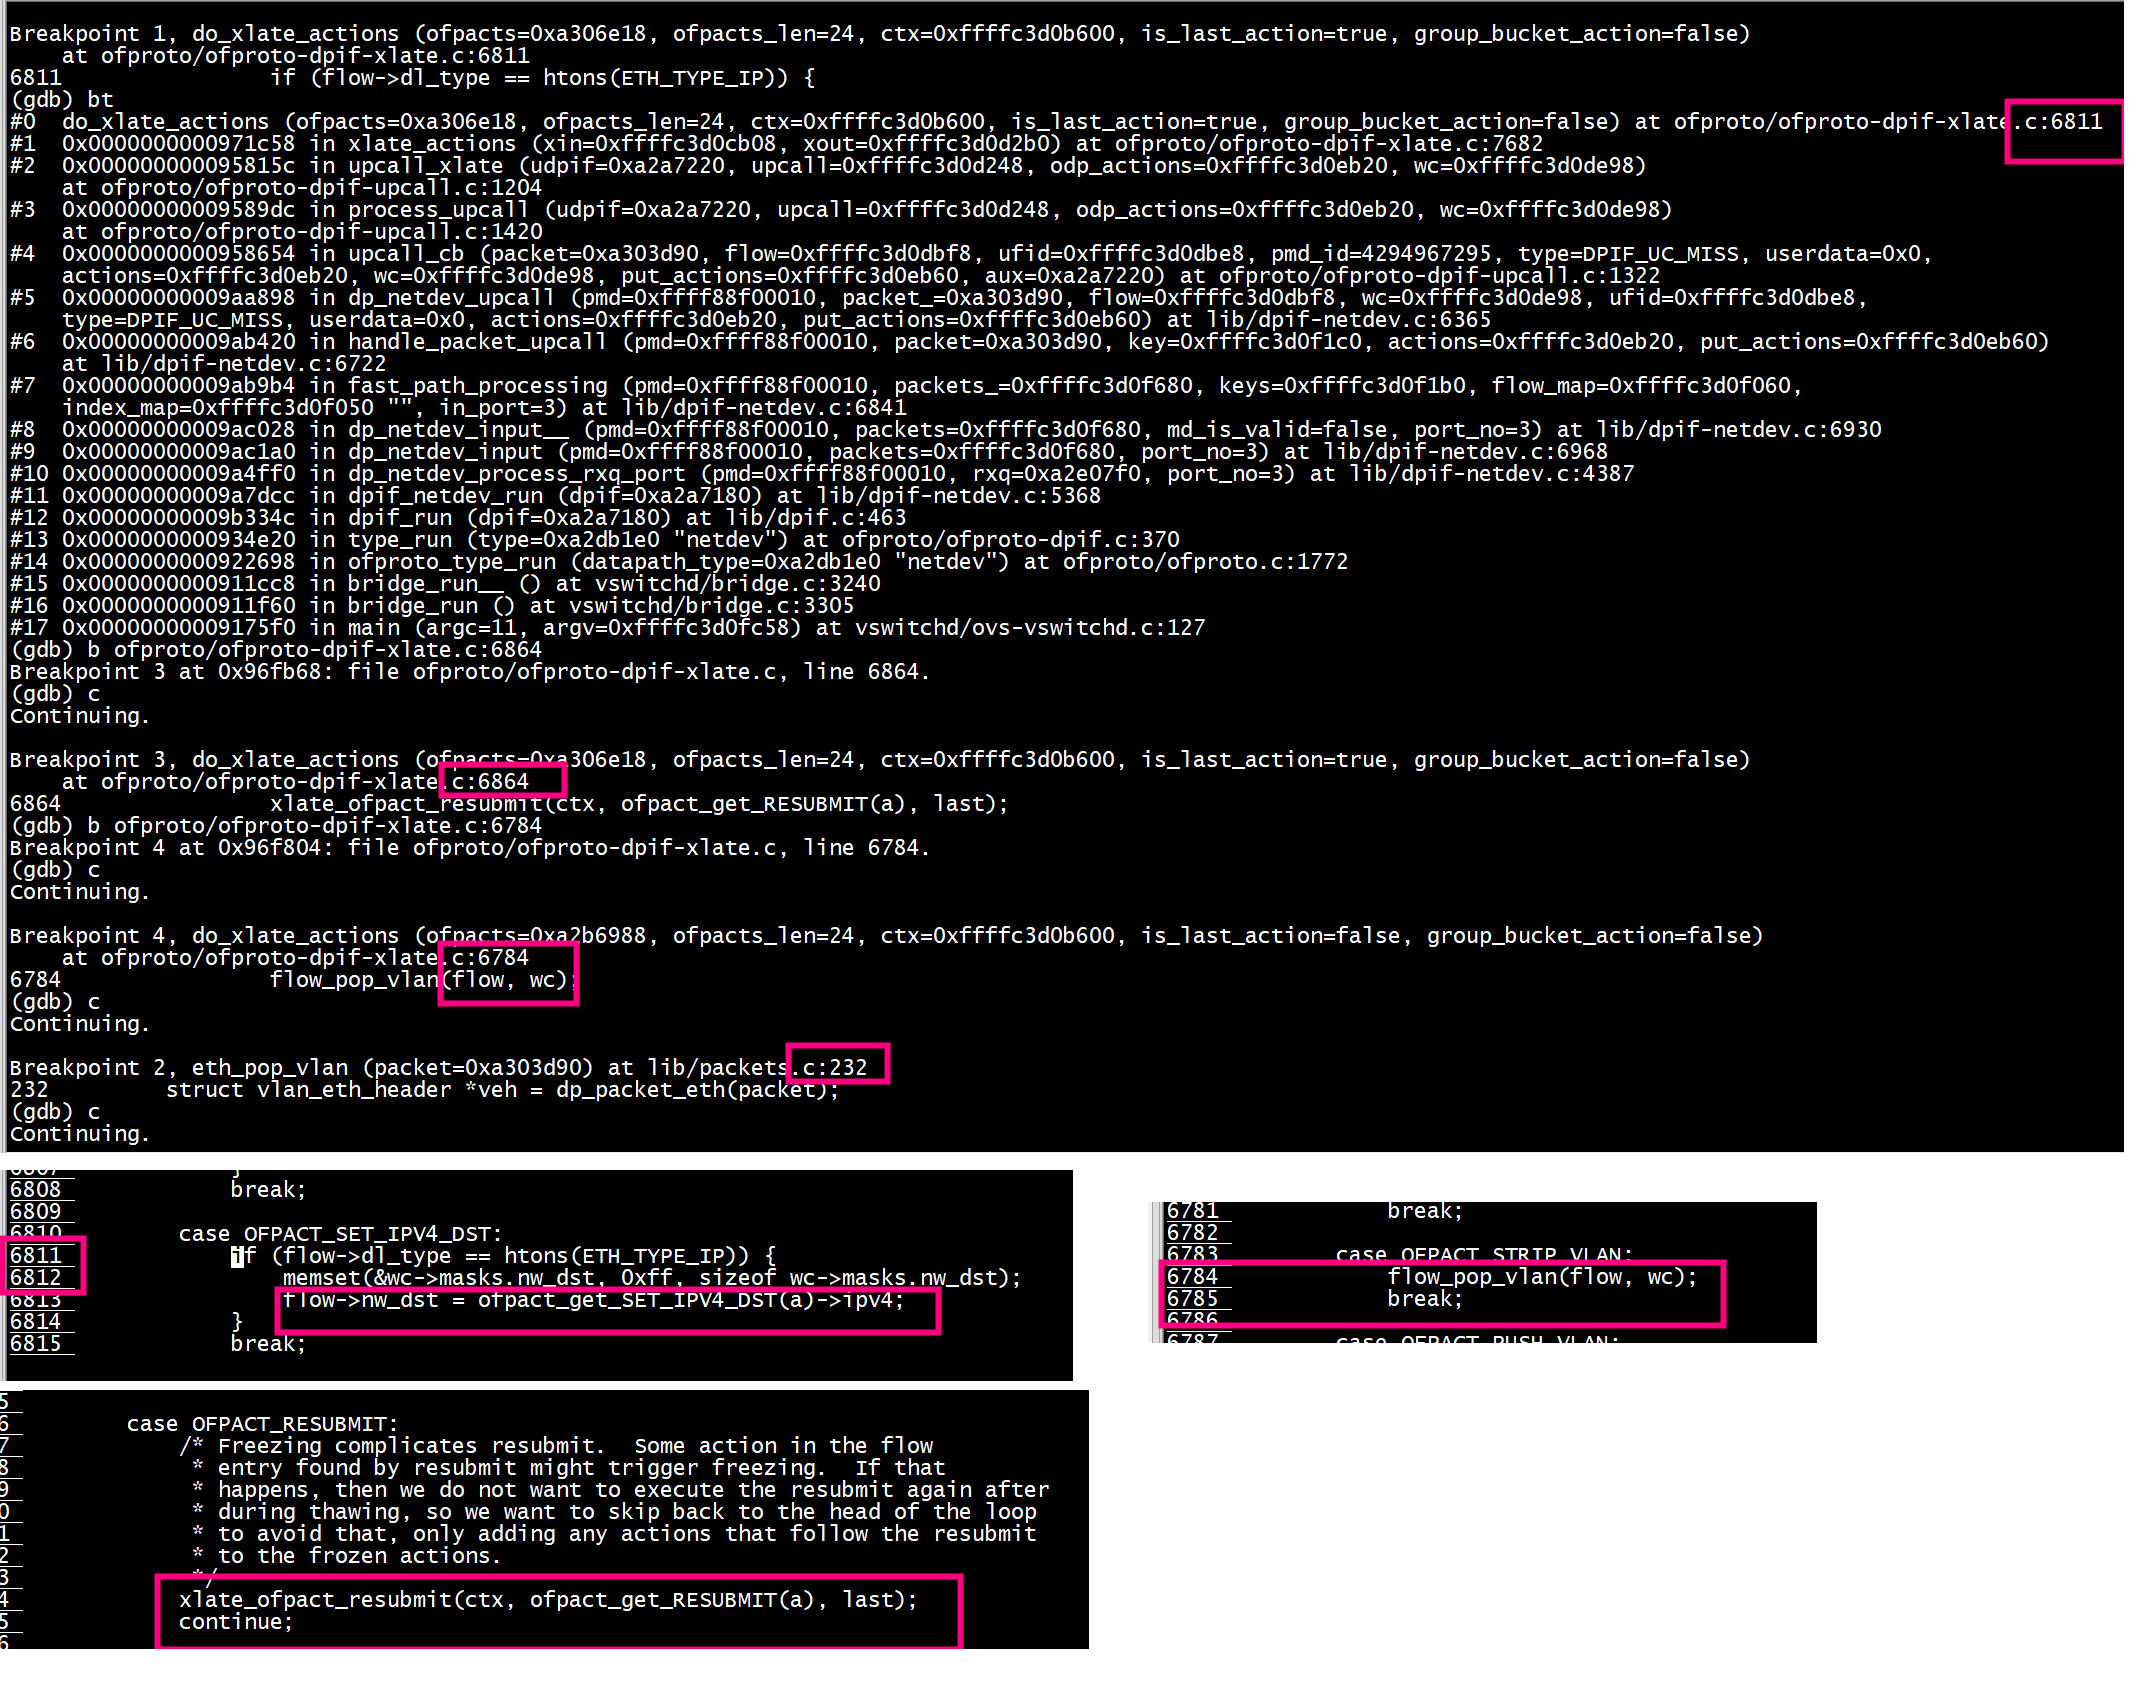 Breakpoint 1, do_xlate_actions (ofpacts=0xa306e18, ofpacts_len=24, ctx=0xffffc3d0b600, is_last_action=true, group_bucket_action=false)
    at ofproto/ofproto-dpif-xlate.c:6811
6811                if (flow->dl_type == htons(ETH_TYPE_IP)) {
(gdb) bt
#0  do_xlate_actions (ofpacts=0xa306e18, ofpacts_len=24, ctx=0xffffc3d0b600, is_last_action=true, group_bucket_action=false) at ofproto/ofproto-dpif-xlate.c:6811
#1  0x0000000000971c58 in xlate_actions (xin=0xffffc3d0cb08, xout=0xffffc3d0d2b0) at ofproto/ofproto-dpif-xlate.c:7682
#2  0x000000000095815c in upcall_xlate (udpif=0xa2a7220, upcall=0xffffc3d0d248, odp_actions=0xffffc3d0eb20, wc=0xffffc3d0de98)
    at ofproto/ofproto-dpif-upcall.c:1204
#3  0x00000000009589dc in process_upcall (udpif=0xa2a7220, upcall=0xffffc3d0d248, odp_actions=0xffffc3d0eb20, wc=0xffffc3d0de98)
    at ofproto/ofproto-dpif-upcall.c:1420
#4  0x0000000000958654 in upcall_cb (packet=0xa303d90, flow=0xffffc3d0dbf8, ufid=0xffffc3d0dbe8, pmd_id=4294967295, type=DPIF_UC_MISS, userdata=0x0,
    actions=0xffffc3d0eb20, wc=0xffffc3d0de98, put_actions=0xffffc3d0eb60, aux=0xa2a7220) at ofproto/ofproto-dpif-upcall.c:1322
#5  0x00000000009aa898 in dp_netdev_upcall (pmd=0xffff88f00010, packet_=0xa303d90, flow=0xffffc3d0dbf8, wc=0xffffc3d0de98, ufid=0xffffc3d0dbe8,
    type=DPIF_UC_MISS, userdata=0x0, actions=0xffffc3d0eb20, put_actions=0xffffc3d0eb60) at lib/dpif-netdev.c:6365
#6  0x00000000009ab420 in handle_packet_upcall (pmd=0xffff88f00010, packet=0xa303d90, key=0xffffc3d0f1c0, actions=0xffffc3d0eb20, put_actions=0xffffc3d0eb60)
    at lib/dpif-netdev.c:6722
#7  0x00000000009ab9b4 in fast_path_processing (pmd=0xffff88f00010, packets_=0xffffc3d0f680, keys=0xffffc3d0f1b0, flow_map=0xffffc3d0f060,
    index_map=0xffffc3d0f050 "", in_port=3) at lib/dpif-netdev.c:6841
#8  0x00000000009ac028 in dp_netdev_input__ (pmd=0xffff88f00010, packets=0xffffc3d0f680, md_is_valid=false, port_no=3) at lib/dpif-netdev.c:6930
#9  0x00000000009ac1a0 in dp_netdev_input (pmd=0xffff88f00010, packets=0xffffc3d0f680, port_no=3) at lib/dpif-netdev.c:6968
#10 0x00000000009a4ff0 in dp_netdev_process_rxq_port (pmd=0xffff88f00010, rxq=0xa2e07f0, port_no=3) at lib/dpif-netdev.c:4387
#11 0x00000000009a7dcc in dpif_netdev_run (dpif=0xa2a7180) at lib/dpif-netdev.c:5368
#12 0x00000000009b334c in dpif_run (dpif=0xa2a7180) at lib/dpif.c:463
#13 0x0000000000934e20 in type_run (type=0xa2db1e0 "netdev") at ofproto/ofproto-dpif.c:370
#14 0x0000000000922698 in ofproto_type_run (datapath_type=0xa2db1e0 "netdev") at ofproto/ofproto.c:1772
#15 0x0000000000911cc8 in bridge_run__ () at vswitchd/bridge.c:3240
#16 0x0000000000911f60 in bridge_run () at vswitchd/bridge.c:3305
#17 0x00000000009175f0 in main (argc=11, argv=0xffffc3d0fc58) at vswitchd/ovs-vswitchd.c:127
(gdb) b ofproto/ofproto-dpif-xlate.c:6864
Breakpoint 3 at 0x96fb68: file ofproto/ofproto-dpif-xlate.c, line 6864.
(gdb) c
Continuing.
Breakpoint 3, do_xlate_actions (ofpacts=0xa306e18, ofpacts_len=24, ctx=0xffffc3d0b600, is_last_action=true, group_bucket_action=false)
    at ofproto/ofproto-dpif-xlate.c:6864
6864                xlate_ofpact_resubmit(ctx, ofpact_get_RESUBMIT(a), last);
(gdb) b ofproto/ofproto-dpif-xlate.c:6784
Breakpoint 4 at 0x96f804: file ofproto/ofproto-dpif-xlate.c, line 6784.
(gdb) c
Continuing.
Breakpoint 4, do_xlate_actions (ofpacts=0xa2b6988, ofpacts_len=24, ctx=0xffffc3d0b600, is_last_action=false, group_bucket_action=false)
    at ofproto/ofproto-dpif-xlate.c:6784
6784                flow_pop_vlan(flow, wc);
(gdb) c
Continuing.
Breakpoint 2, eth_pop_vlan (packet=0xa303d90) at lib/packets.c:232
232         struct vlan_eth_header *veh = dp_packet_eth(packet);
(gdb) c
Continuing.
6807             }
6808             break;
6809
6810         case OFPACT_SET_IPV4_DST:
6811             if (flow->dl_type == htons(ETH_TYPE_IP)) {
6812                 memset(&wc->masks.nw_dst, 0xff, sizeof wc->masks.nw_dst);
6813                 flow->nw_dst = ofpact_get_SET_IPV4_DST(a)->ipv4;
6814             }
6815             break;
6781             break;
6782
6783         case OFPACT_STRIP_VLAN:
6784             flow_pop_vlan(flow, wc);
6785             break;
6786
6787         case OFPACT_PUSH_VLAN:
5
6        case OFPACT_RESUBMIT:
7            /* Freezing complicates resubmit.  Some action in the flow
8             * entry found by resubmit might trigger freezing.  If that
9             * happens, then we do not want to execute the resubmit again after
0             * during thawing, so we want to skip back to the head of the loop
1             * to avoid that, only adding any actions that follow the resubmit
2             * to the frozen actions.
3             */
4            xlate_ofpact_resubmit(ctx, ofpact_get_RESUBMIT(a), last);
5            continue;
6